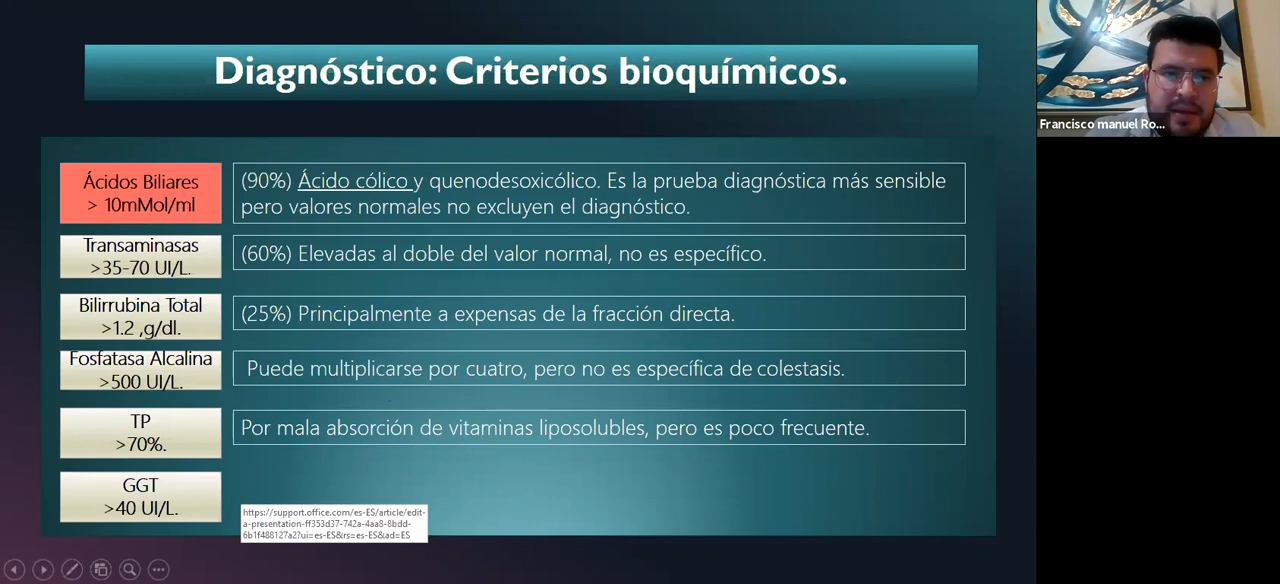 Diagnóstico: Criterios bioquímicos.
Ácidos Biliares
> 10mMol/ml
(90%) Ácido cólico y quenodesoxicólico. Es la prueba diagnóstica más sensible
pero valores normales no excluyen el diagnóstico.
Transaminasas
>35-70 UI/L.
(60%) Elevadas al doble del valor normal, no es específico.
Bilirrubina Total
>1.2 ,g/dl.
(25%) Principalmente a expensas de la fracción directa.
Fosfatasa Alcalina
>500 UI/L.
Puede multiplicarse por cuatro, pero no es específica de colestasis.
TP
>70%.
Por mala absorción de vitaminas liposolubles, pero es poco frecuente.
GGT
>40 UI/L.
https://support.office.com/es-ES/article/edit-
a-presentation-ff353d37-742a-4aa8-8bdd-
6b1f488127a2?ui=es-ES&rs=es-ES&ad=ES
Francisco manuel Ro...